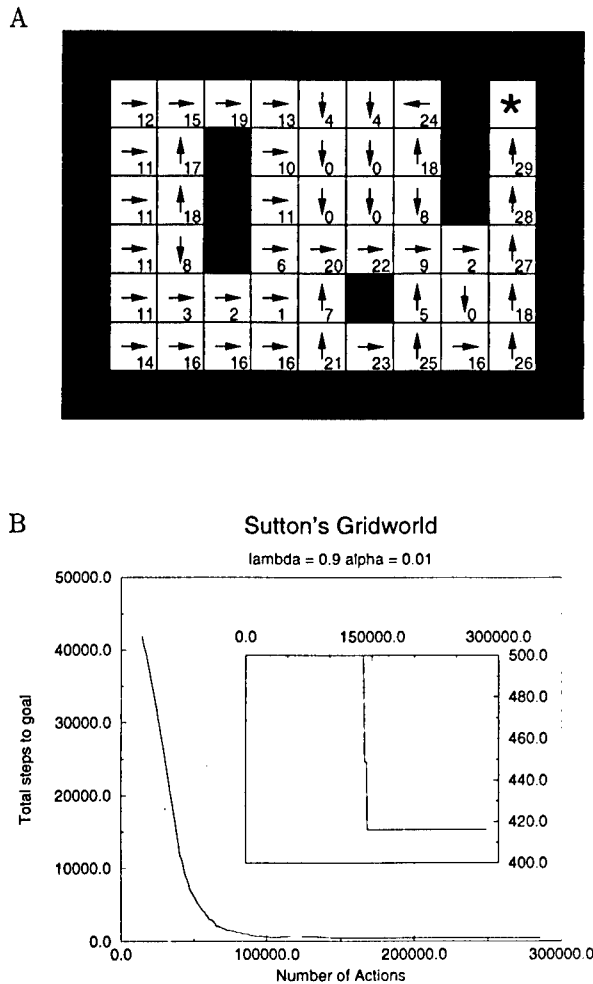 A
*
12 15 19 13 4 4 24
11 17 10 0 0 18 29
11 18 11 0 0 8 28
11 8 6 20 22 9 2 27
11 3 2 1 7 5 0 18
14 16 16 16 21 23 25 16 26
B
Sutton's Gridworld
lambda = 0.9 alpha = 0.01
50000.0
40000.0
30000.0
20000.0
10000.0
0.0
Total steps to goal
0.0 150000.0 300000.0
500.0
480.0
460.0
440.0
420.0
400.0
0.0 100000.0 200000.0 300000.0
Number of Actions